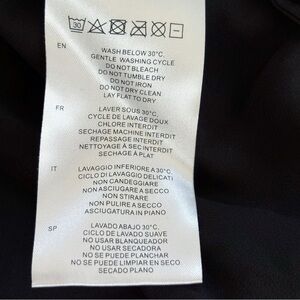 30
EN
WASH BELOW 30°C,
GENTLE WASHING CYCLE
DO NOT BLEACH
DO NOT TUMBLE DRY
DO NOT IRON
DO NOT DRY CLEAN
LAY FLAT TO DRY
FR
LAVER SOUS 30°C,
CYCLE DE LAVAGE DOUX
CHLORE INTERDIT
SECHAGE MACHINE INTERDIT
REPASSAGE INTERDIT
NETTOYAGE À SEC INTERDIT
SECHAGE À PLAT
IT
LAVAGGIO INFERIORE A 30°C,
CICLO DI LAVAGGIO DELICATI
NON CANDEGGIARE
NON ASCIUGARE A SECCO
NON STIRARE
NON PULIRE A SECCO
ASCIUGATURA IN PIANO
SP
LAVADO ABAJO 30°C,
CICLO DE LAVADO SUAVE
NO USAR BLANQUEADOR
NO USAR SECADORA
NO SE PUEDE PLANCHAR
NO SE PUEDE LIMPIAR EN SECO
SECADO PLANO